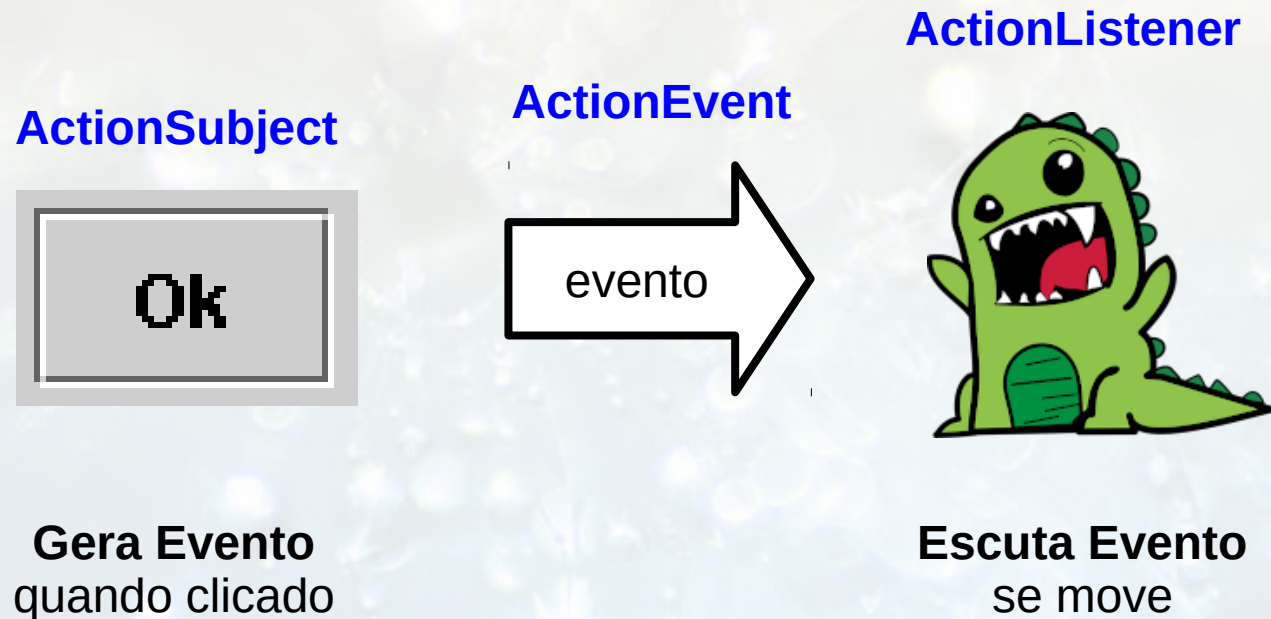 ActionListener
ActionEvent
ActionSubject
Ok
evento
Gera Evento
quando clicado
Escuta Evento
se move